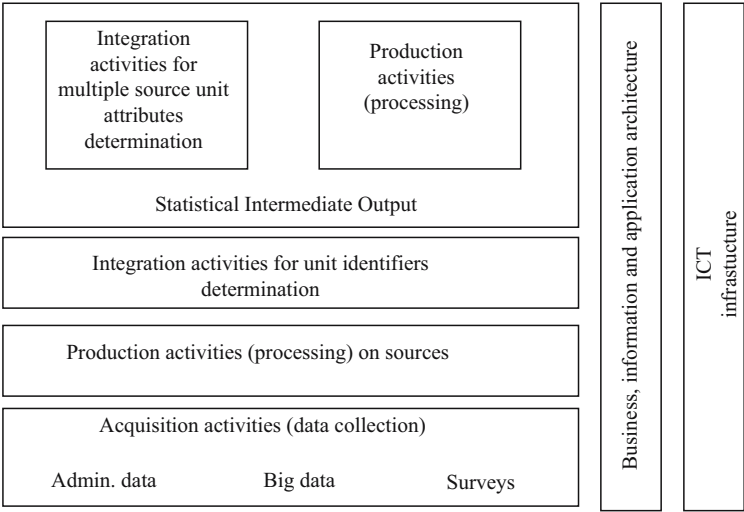 Integration
activities for
multiple source unit
attributes
determination
Production
activities
(processing)
Statistical Intermediate Output
Integration activities for unit identifiers
determination
Production activities (processing) on sources
Acquisition activities (data collection)
Admin. data
Big data
Surveys
Business, information and application architecture
ICT
infrastucture